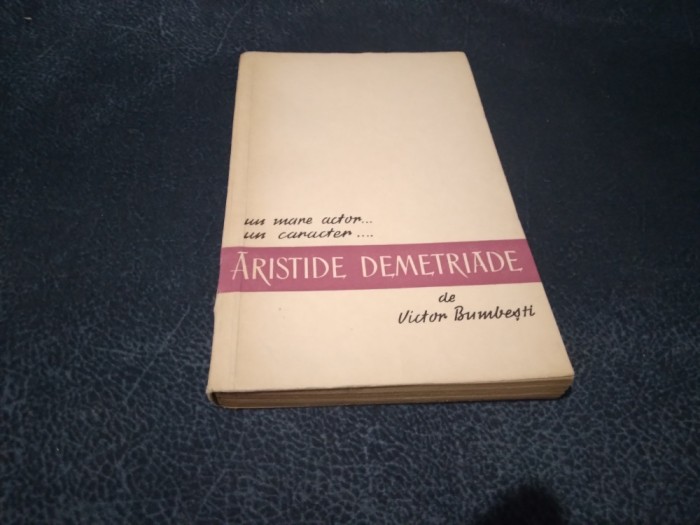 un mare actor...
un caracter....
ARISTIDE DEMETRIADE
de
Victor Bumbești